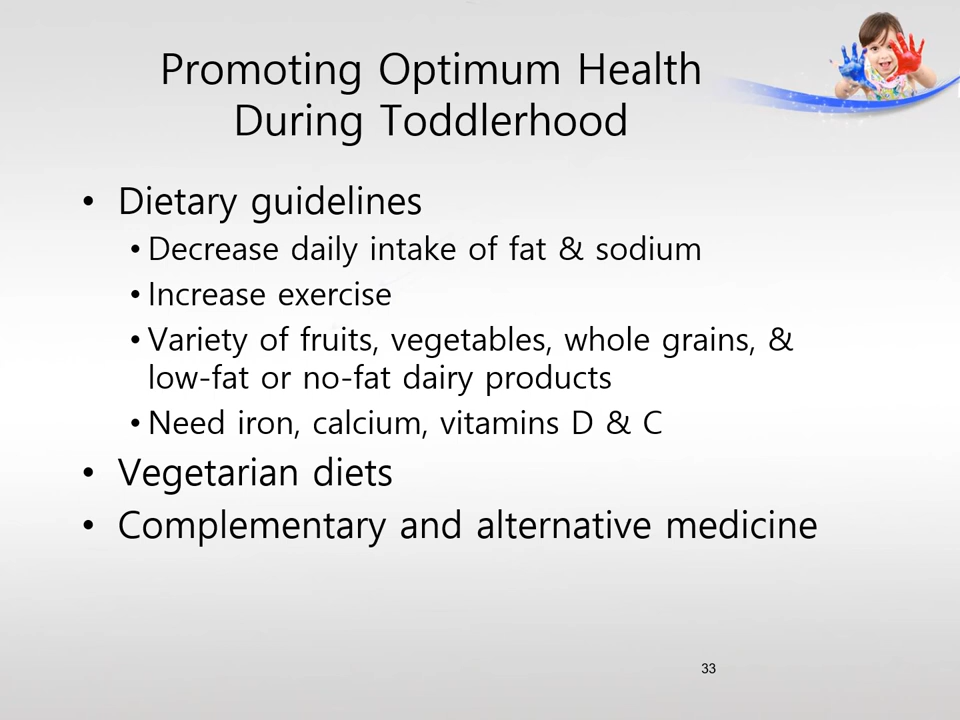 Promoting Optimum Health
During Toddlerhood
• Dietary guidelines
• Decrease daily intake of fat & sodium
• Increase exercise
• Variety of fruits, vegetables, whole grains, &
low-fat or no-fat dairy products
• Need iron, calcium, vitamins D & C
• Vegetarian diets
• Complementary and alternative medicine
33